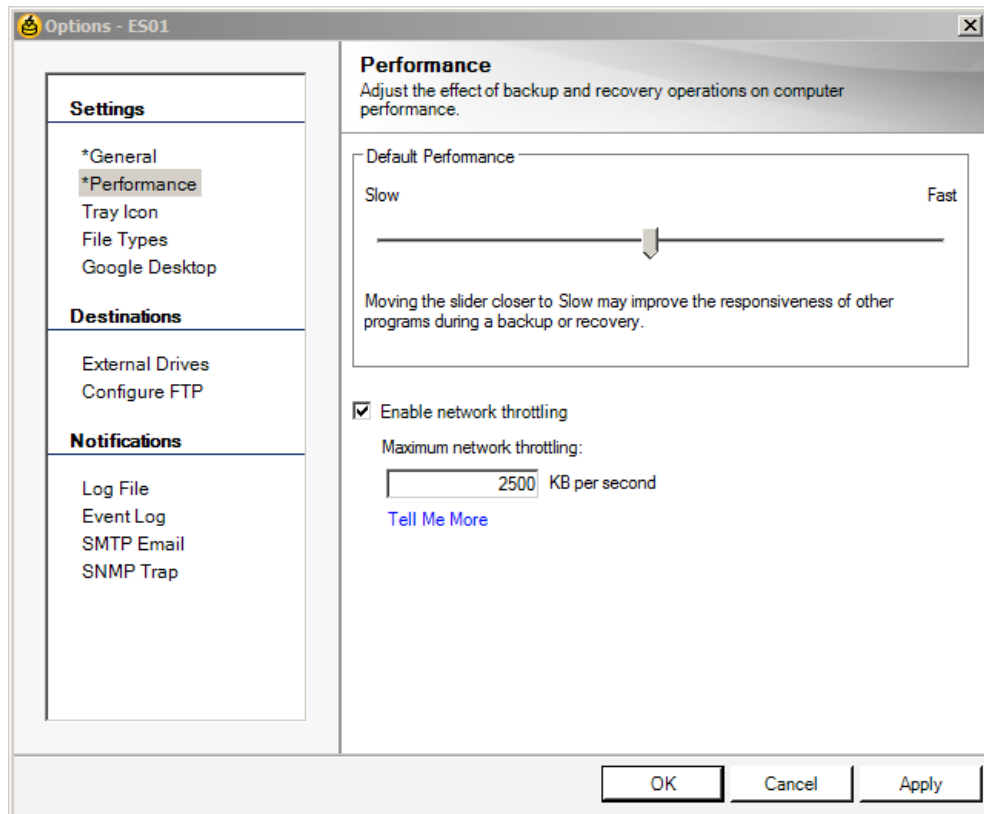 Options - ES01
Settings
*General
*Performance
Tray Icon
File Types
Google Desktop
Destinations
External Drives
Configure FTP
Notifications
Log File
Event Log
SMTP Email
SNMP Trap
Performance
Adjust the effect of backup and recovery operations on computer
performance.
Default Performance
Slow Fast
Moving the slider closer to Slow may improve the responsiveness of other
programs during a backup or recovery.
Enable network throttling
Maximum network throttling:
2500 KB per second
Tell Me More
OK Cancel Apply